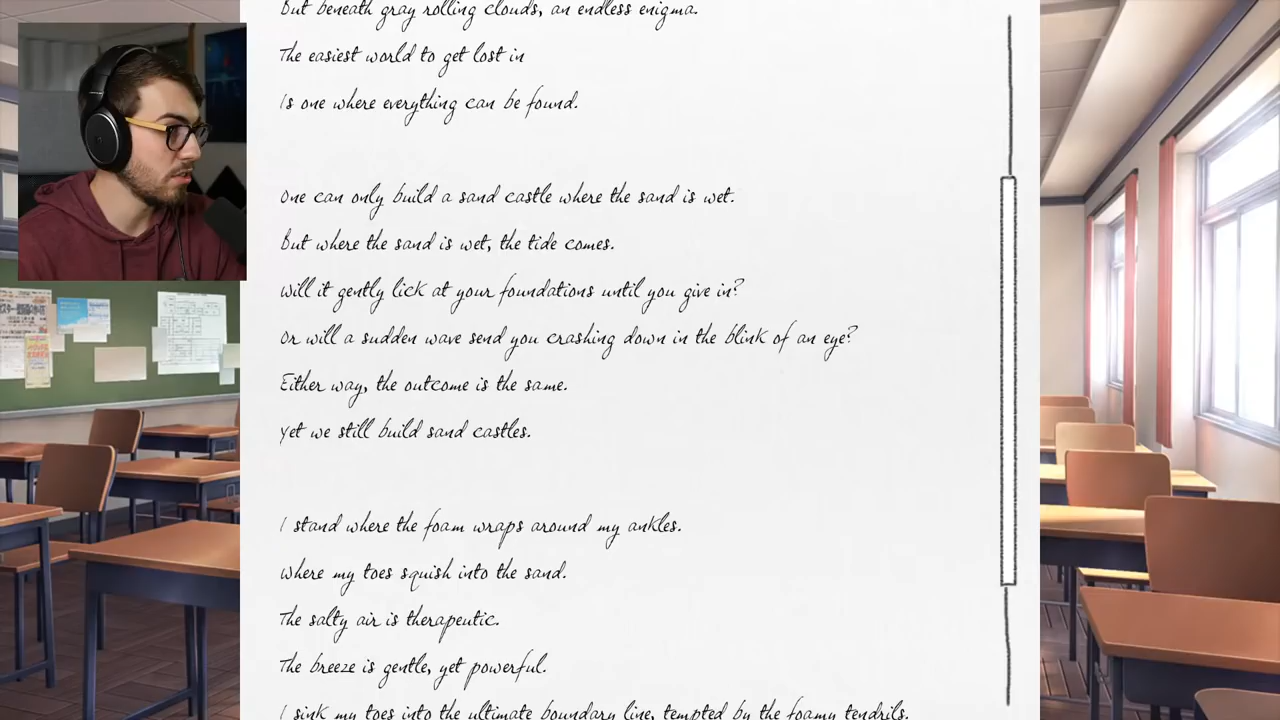 But beneath gray rolling clouds, an endless enigma.
The easiest world to get lost in
Is one where everything can be found.
One can only build a sand castle where the sand is wet.
But where the sand is wet, the tide comes.
Will it gently lick at your foundations until you give in?
Or will a sudden wave send you crashing down in the blink of an eye?
Either way, the outcome is the same.
Yet we still build sand castles.
I stand where the foam wraps around my ankles.
Where my toes squish into the sand.
The salty air is therapeutic.
The breeze is gentle, yet powerful.
I sink my toes into the ultimate boundary line, tempted by the foamy tendrils.